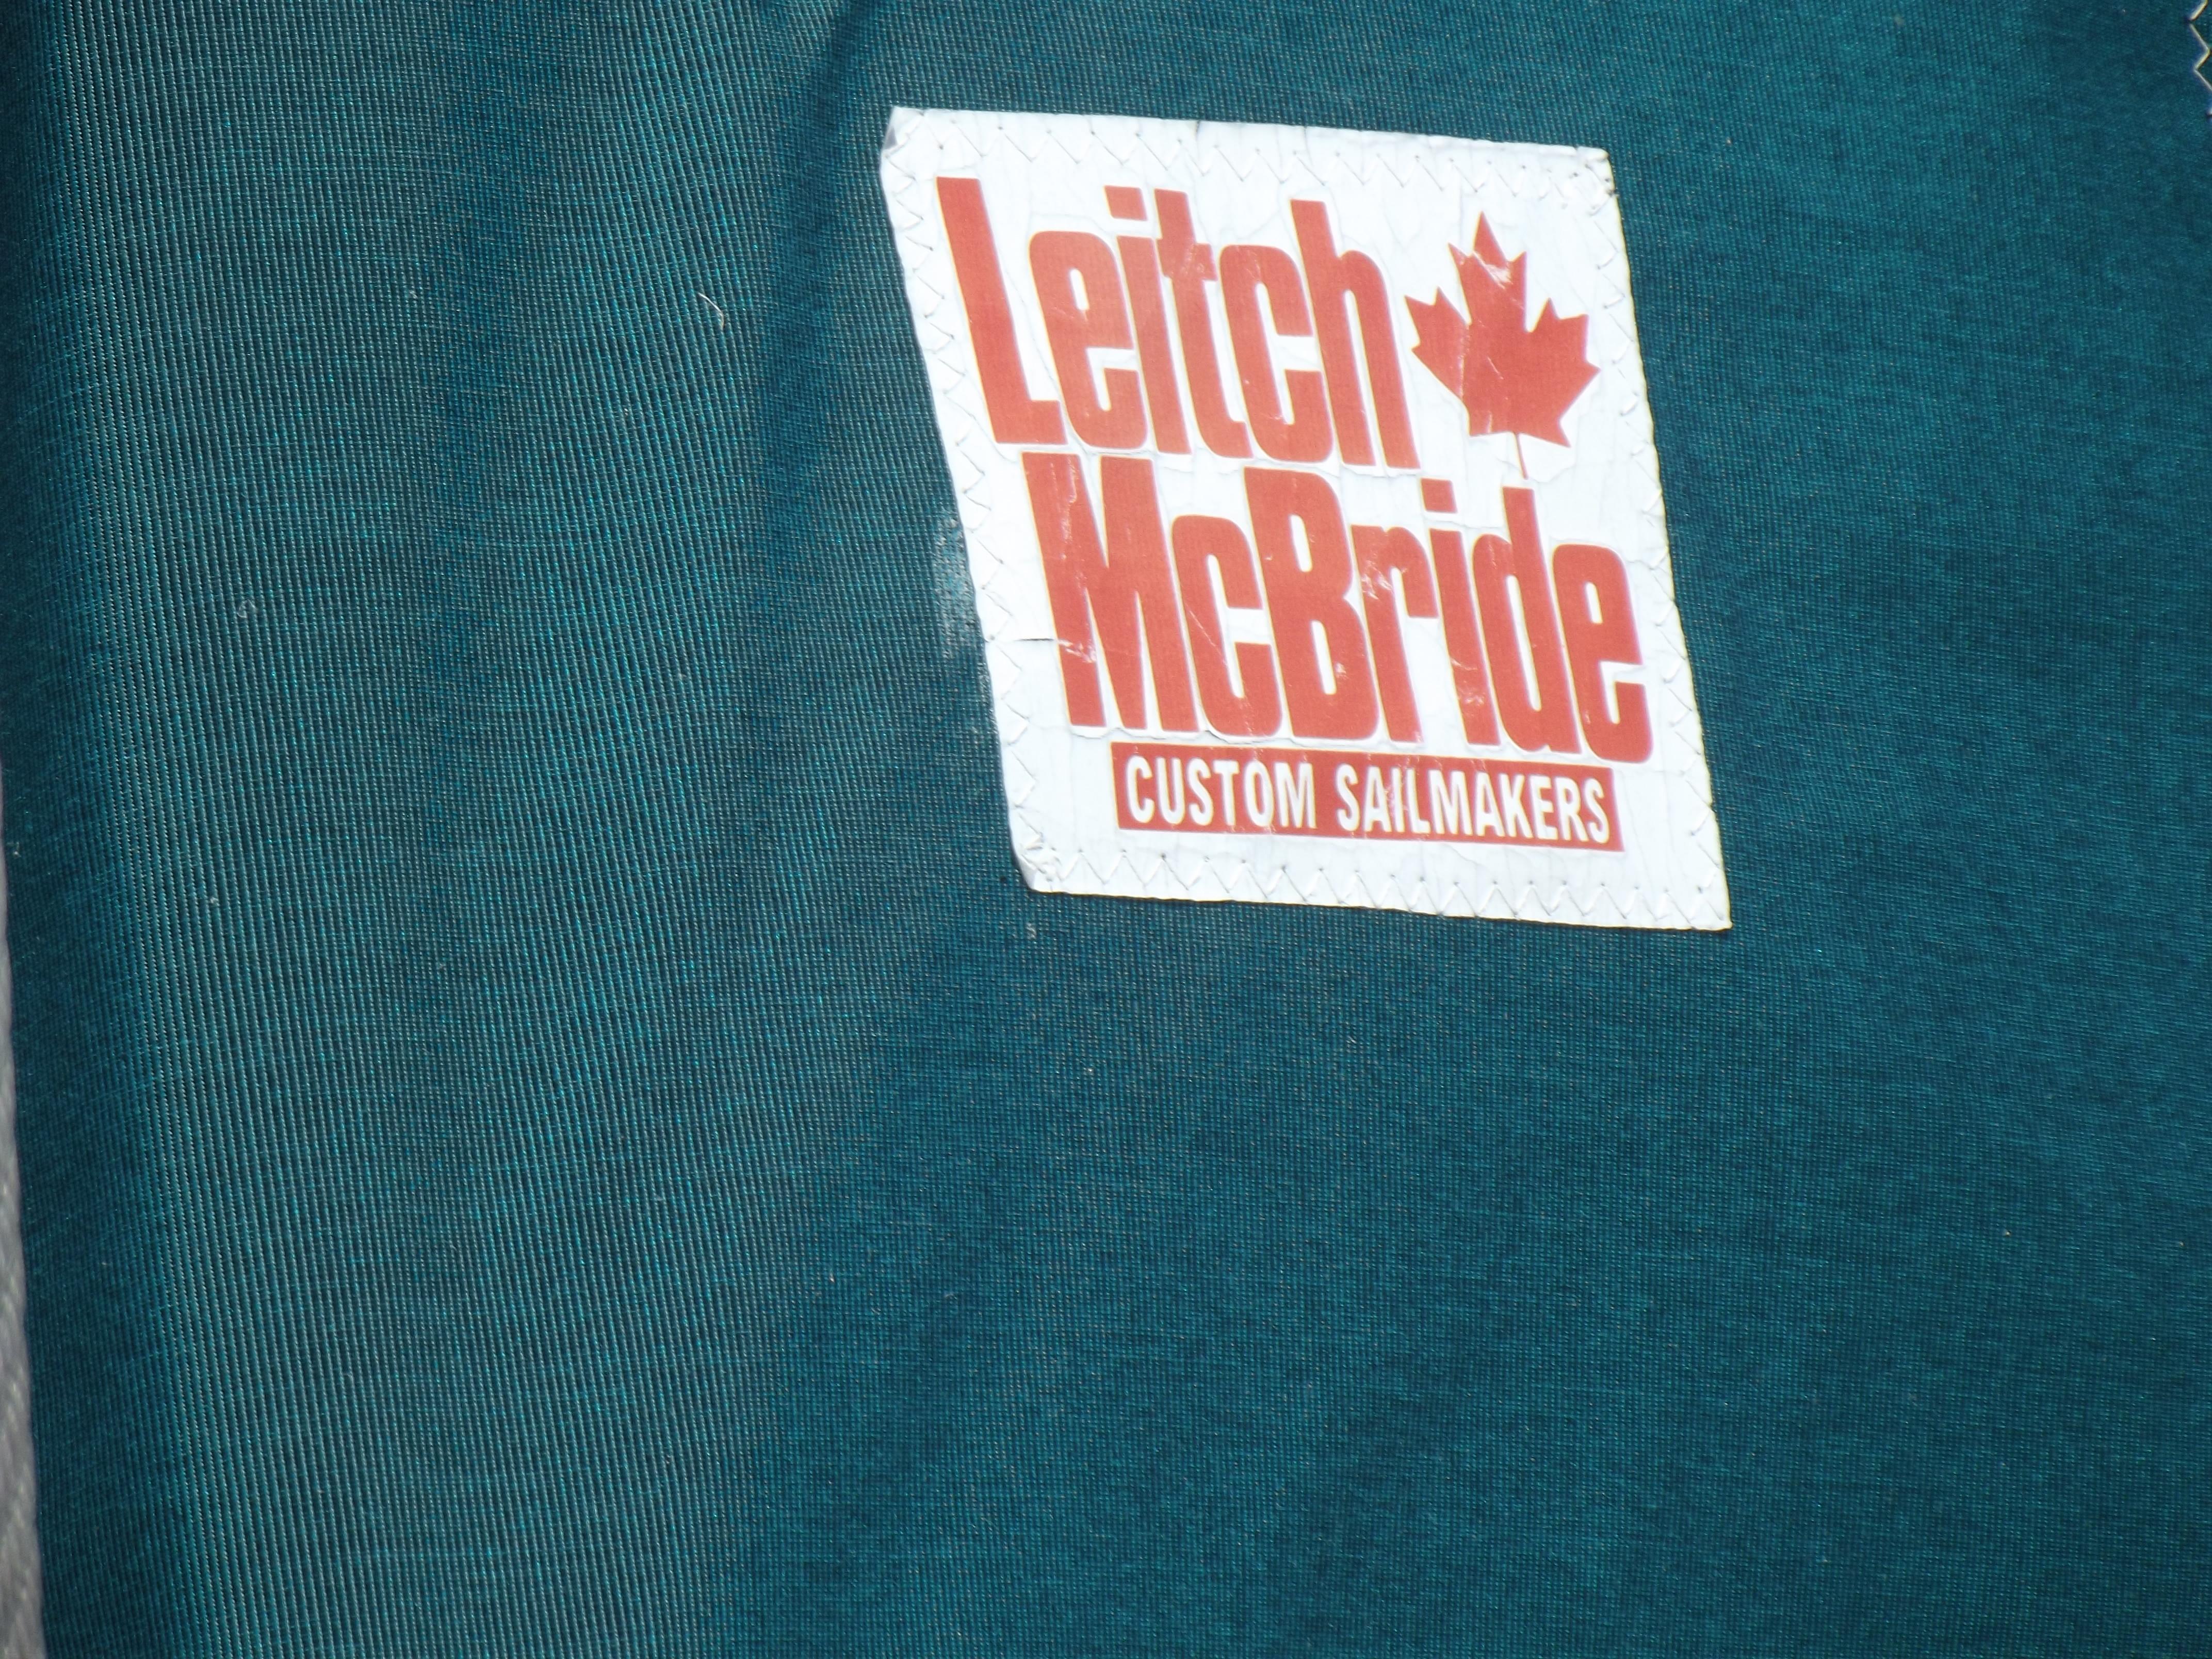 Leitch
McBride
CUSTOM SAILMAKERS